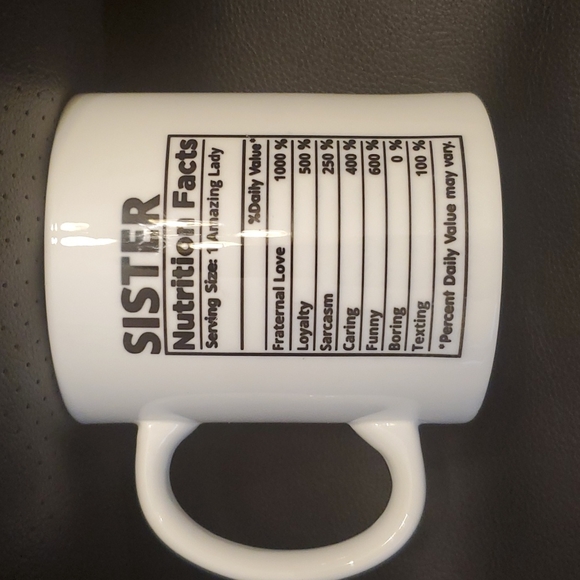 SISTER
Nutrition Facts
Serving Size: 1 Amazing Lady
%Daily Value*
Fraternal Love 1000 %
Loyalty 500 %
Sarcasm 250 %
Caring 400 %
Funny 600 %
Boring 0 %
Texting 100 %
*Percent Daily Value may vary.